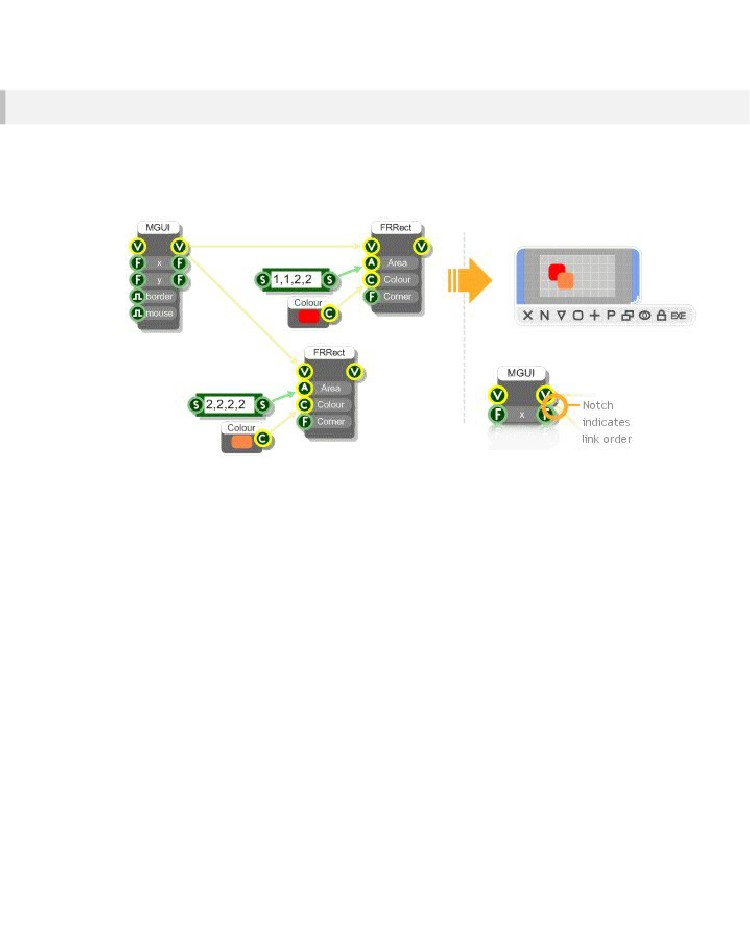 MGUI
V V
F x F
F y F
border
mouse
FRRect
V V
A Area
C Colour
F Corner
S 1,1,2,2 S
Colour
C
FRRect
V V
A Area
C Colour
F Corner
S 2,2,2,2 S
Colour
C
P EXE
MGUI
V V
F x F
Notch
indicates
link order